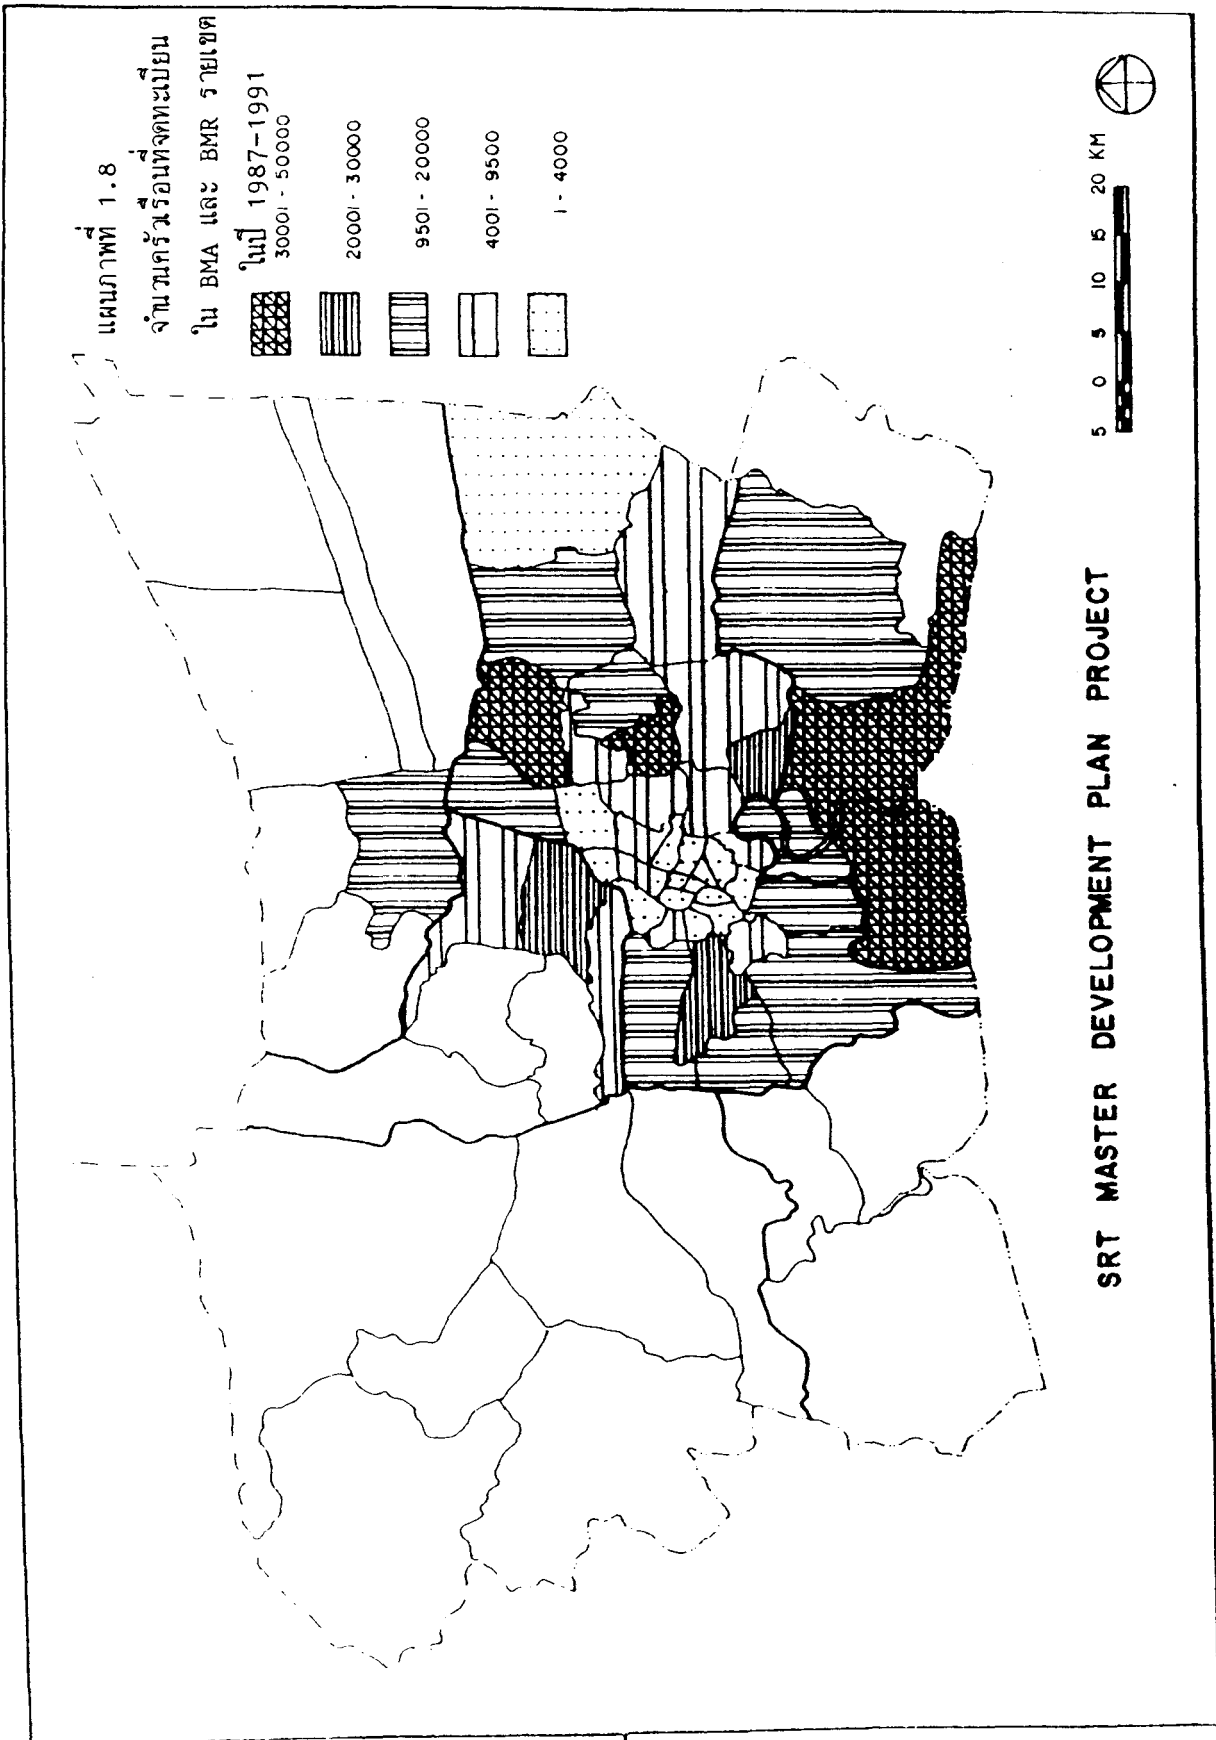 แผนภาพที่ 1.8
จำนวนครัวเรือนที่จดทะเบียน
ใน BMA และ BMR รายเขต
ในปี 1987-1991
30001 - 50000
20001 - 30000
9501 - 20000
4001 - 9500
1 - 4000
5 0 5 10 15 20 KM
SRT MASTER DEVELOPMENT PLAN PROJECT